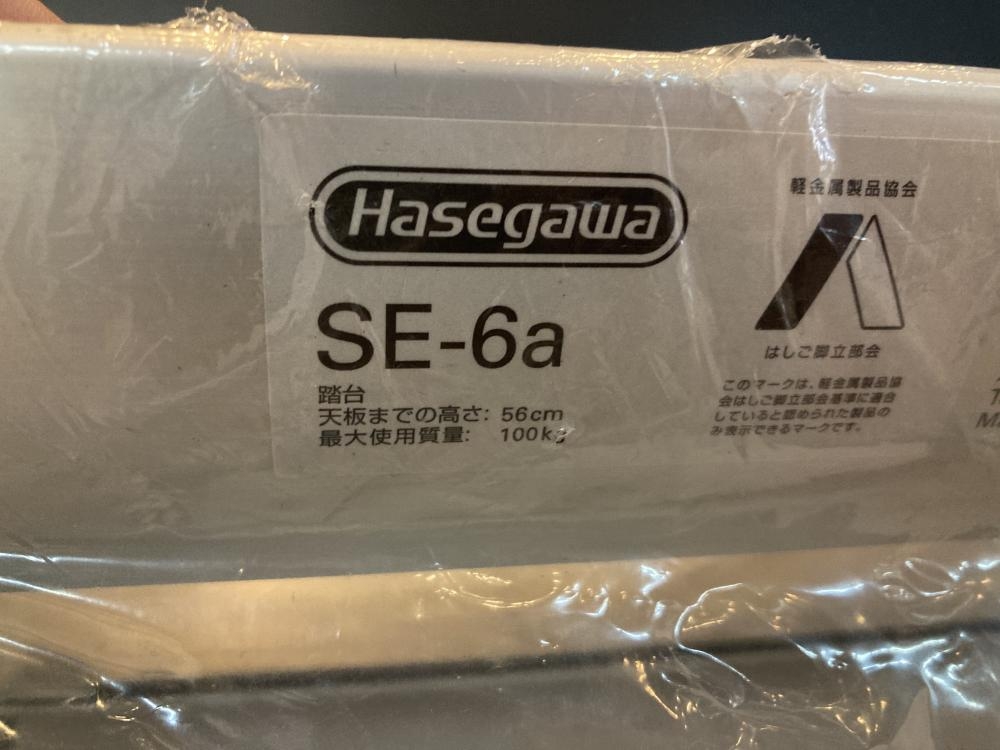 Hasegawa
SE-6a
踏台
天板までの高さ: 56cm
最大使用質量: 100kg
軽金属製品協会
はしご脚立部会
このマークは、軽金属製品協
会はしご脚立部会基準に適合
していると認められた製品の
み表示できるマークです。